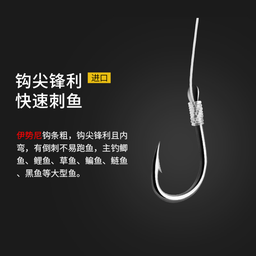 钩尖锋利 进口
快速刺鱼
伊势尼钩条粗，钩尖锋利且内
弯，有倒刺不易跑鱼，主钓鲫
鱼、鲤鱼、草鱼、鳊鱼、鲢鱼
、黑鱼等大型鱼。